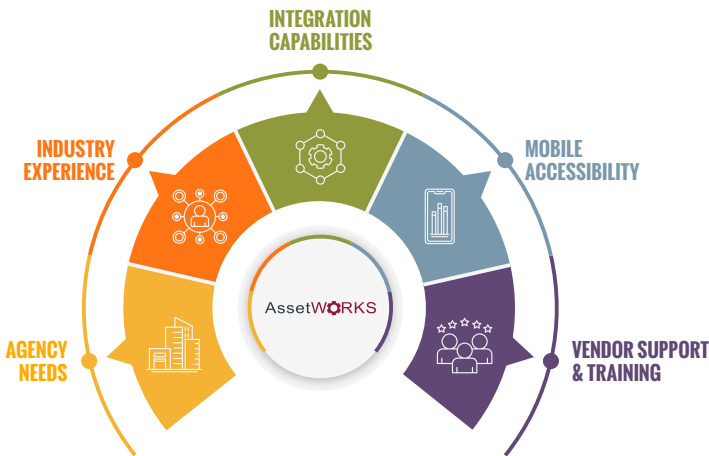 INTEGRATION
CAPABILITIES
INDUSTRY
EXPERIENCE
MOBILE
ACCESSIBILITY
AssetWORKS
AGENCY
NEEDS
VENDOR SUPPORT
& TRAINING